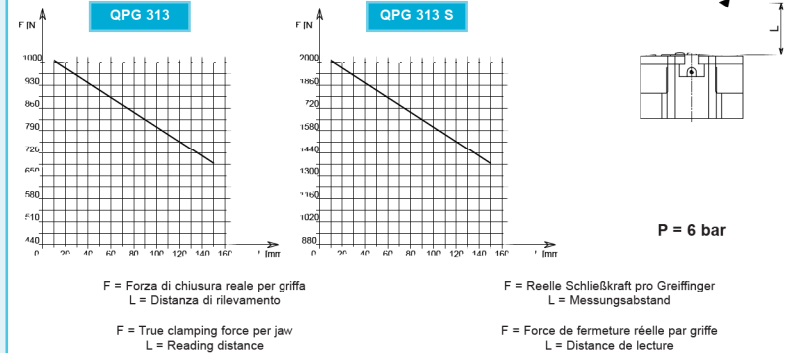 QPG 313
QPG 313 S
F [N
F [N
1000
930
860
790
720
650
580
510
440
0 20 40 60 80 100 120 140 160 L [mm
2000
1860
720
1580
1440
1300
1160
1020
880
0 20 40 60 80 100 120 140 160 L [mm
L
P = 6 bar
F = Forza di chiusura reale per griffa
L = Distanza di rilevamento
F = Reelle Schließkraft pro Greiffinger
L = Messungsabstand
F = True clamping force per jaw
L = Reading distance
F = Force de fermeture réelle par griffe
L = Distance de lecture